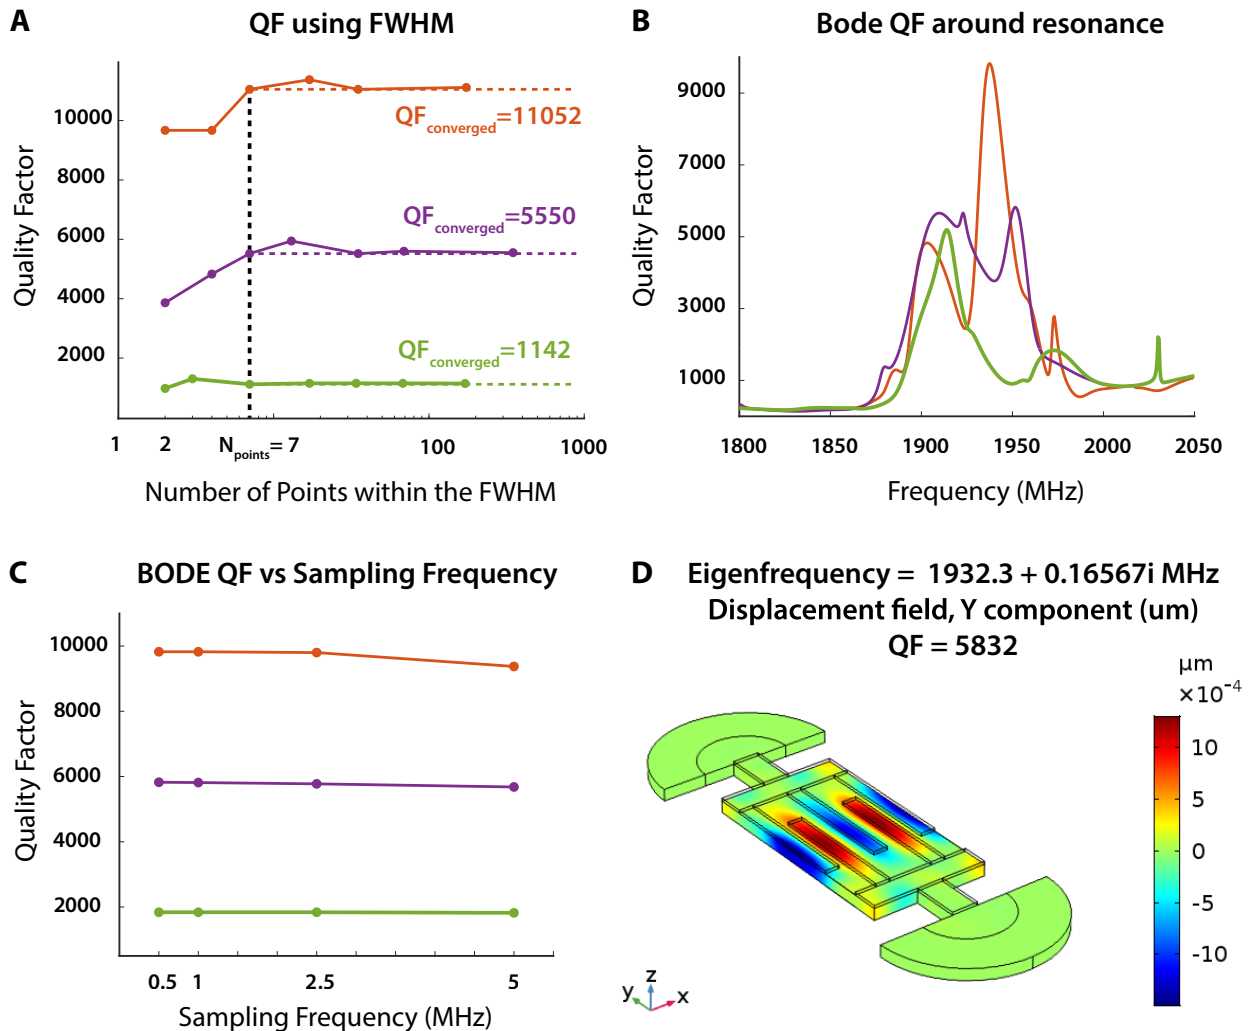 A
QF using FWHM
10000
8000
6000
4000
2000
Quality Factor
QFconverged=11052
QFconverged=5550
QFconverged=1142
1
2
Npoints= 7
100
1000
Number of Points within the FWHM
B
Bode QF around resonance
9000
7000
5000
3000
1000
Quality Factor
1800
1850
1900
1950
2000
2050
Frequency (MHz)
C
BODE QF vs Sampling Frequency
10000
8000
6000
4000
2000
Quality Factor
0.5
1
2.5
5
Sampling Frequency (MHz)
D
Eigenfrequency = 1932.3 + 0.16567i MHz
Displacement field, Y component (um)
QF = 5832
µm
×10⁻⁴
10
5
0
-5
-10
z
y
x